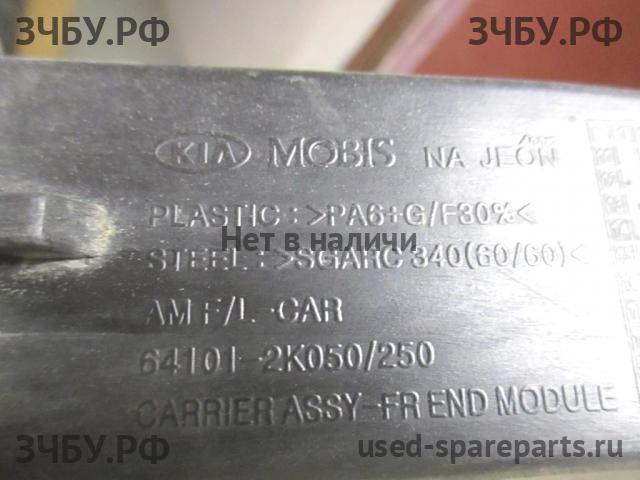 ЗЧБУ.РФ ЗЧБУ.РФ
KIA MOBIS NA JEON
PLASTIC : >PA6+G/F30%<
Нет в наличи
STEEL : >SGARC 340(60/60)<
AM F/L -CAR
64101-2K050/250
CARRIER ASSY-FR END MODULE
ЗЧБУ.РФ used-spareparts.ru